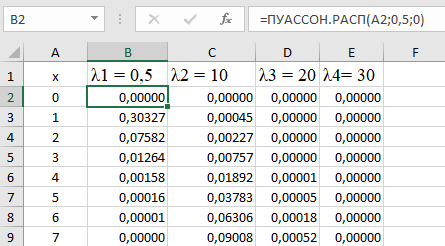 B2 =ПУАССОН.РАСП(A2;0,5;0)
A B C D E F
1 x λ1 = 0,5 λ2 = 10 λ3 = 20 λ4= 30
2 0 0,00000 0,00000 0,00000 0,00000
3 1 0,30327 0,00045 0,00000 0,00000
4 2 0,07582 0,00227 0,00000 0,00000
5 3 0,01264 0,00757 0,00000 0,00000
6 4 0,00158 0,01892 0,00001 0,00000
7 5 0,00016 0,03783 0,00005 0,00000
8 6 0,00001 0,06306 0,00018 0,00000
9 7 0,00000 0,09008 0,00052 0,00000